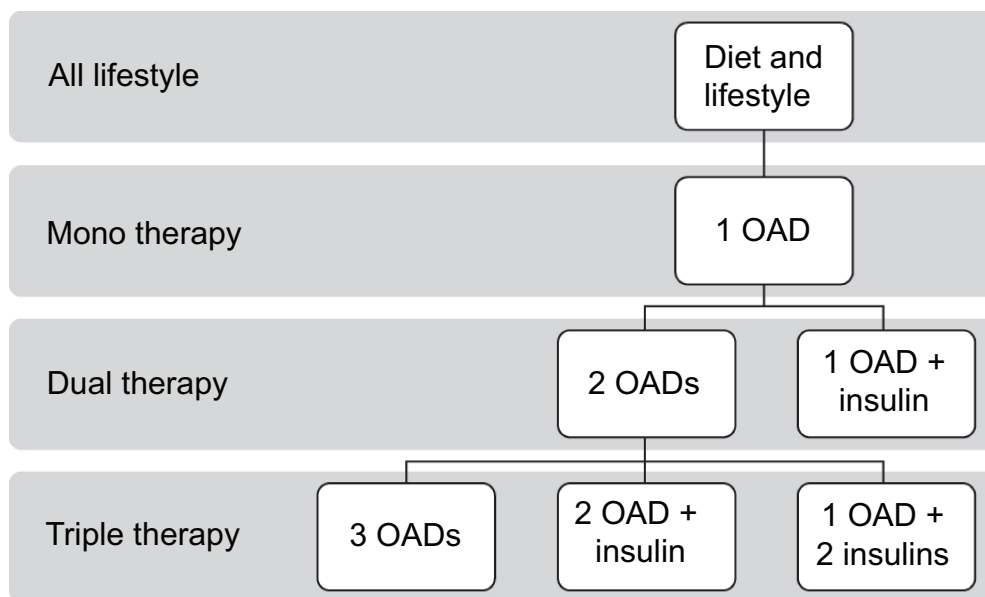 All lifestyle
Diet and
lifestyle
Mono therapy
1 OAD
Dual therapy
2 OADs
1 OAD +
insulin
Triple therapy
3 OADs
2 OAD +
insulin
1 OAD +
2 insulins